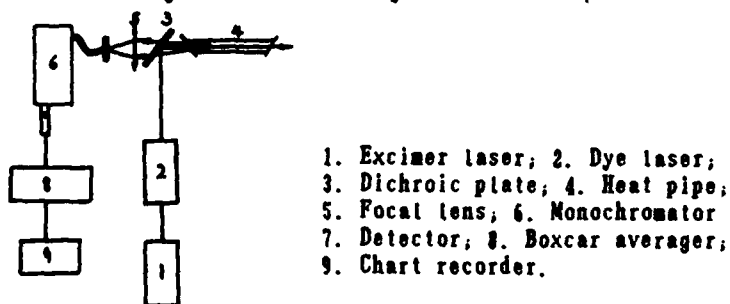 5 3 4
6
2
8
9
1
1. Excimer laser; 2. Dye laser;
3. Dichroic plate; 4. Heat pipe;
5. Focal lens; 6. Monochromator
7. Detector; 8. Boxcar averager;
9. Chart recorder.